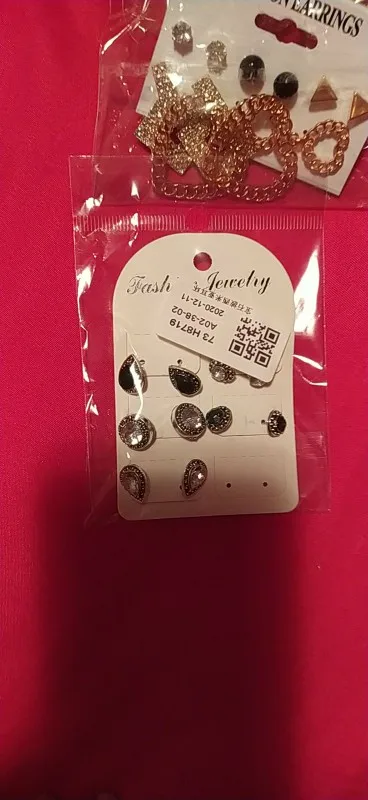 EARRINGS
Fash Jewelry
73 H8719
A02-38-02
2020-12-11